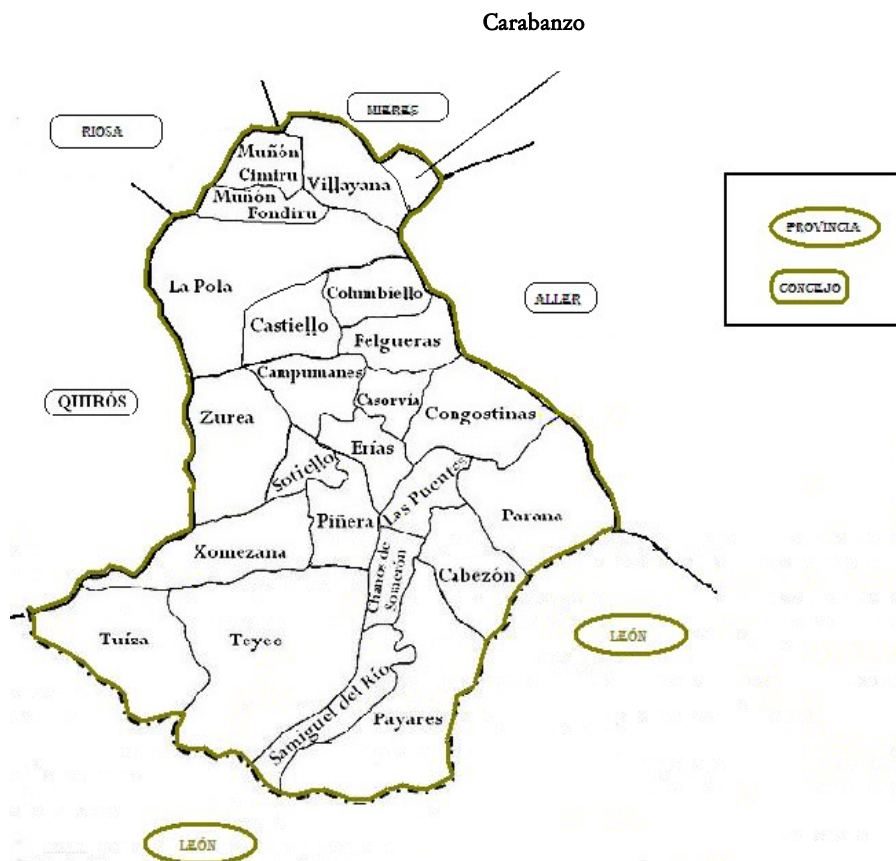 Carabanzo
MIERES
RIOSA
Muñón
Cimiru
Villayana
Muñón
Fondiru
PROVINCIA
La Pola
Columbiello
CONCEJO
ALLER
Castiello
Felgueras
Campumanes
QUIRÓS
Casorvía
Zurea
Congostinas
Erías
Sotiello
Las Puentes
Piñera
Parana
Xomezana
Chanos de
Somerón
Cabezón
Tuíza
Teyeo
LEÓN
Samiguel del Río
Payares
LEÓN